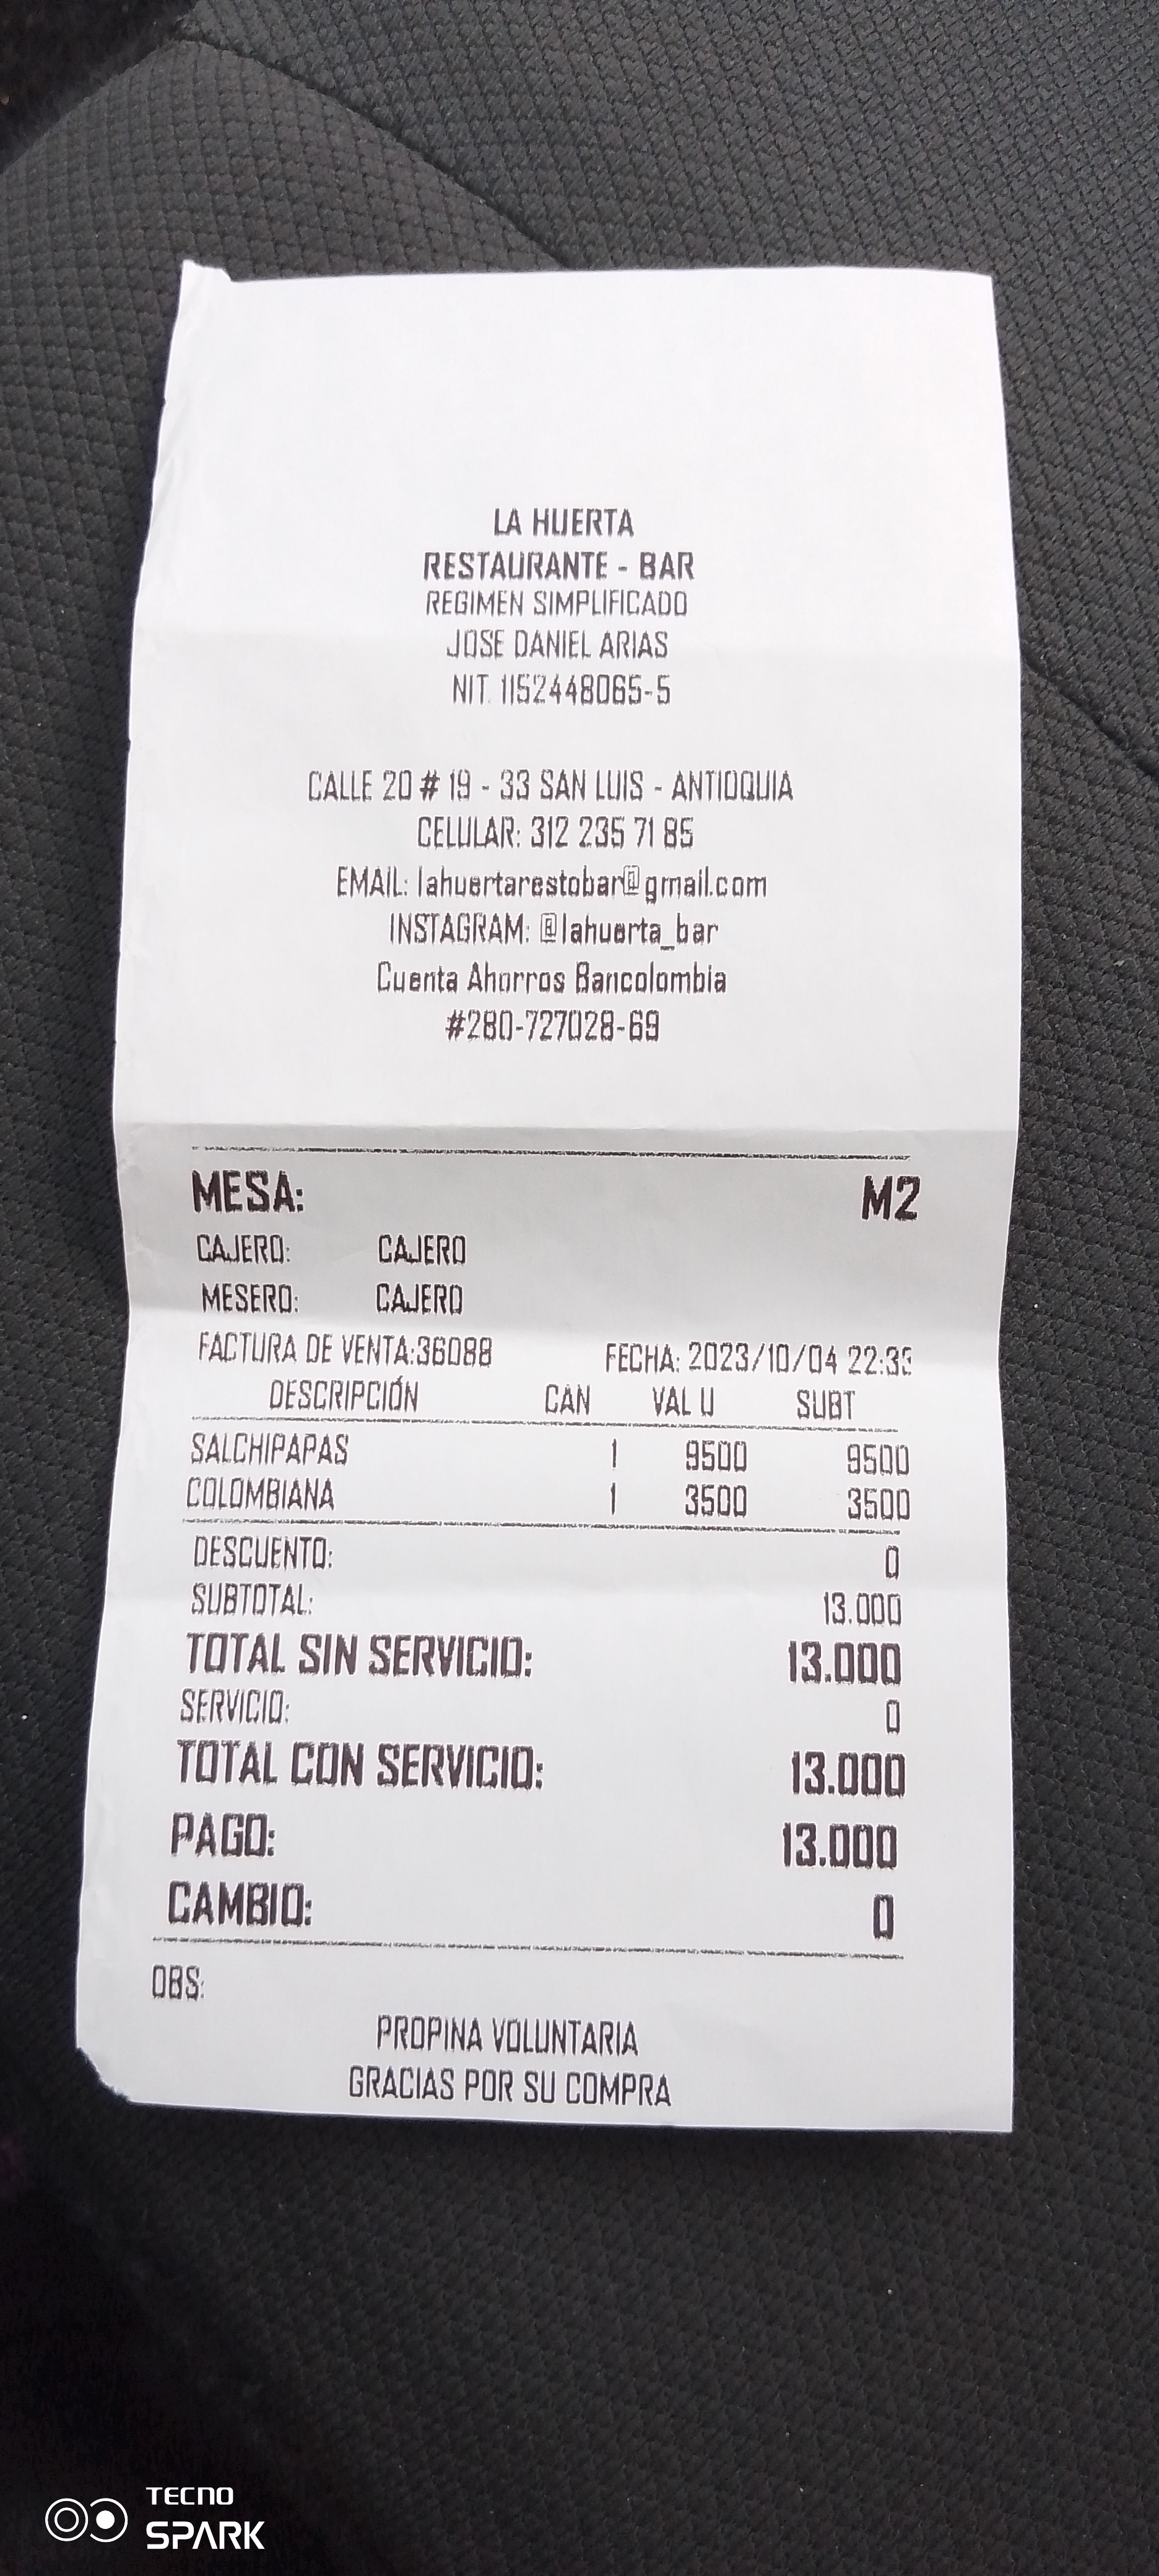 LA HUERTA
RESTAURANTE - BAR
REGIMEN SIMPLIFICADO
JOSE DANIEL ARIAS
NIT. 1152448065-5
CALLE 20 # 19 - 33 SAN LUIS - ANTIOQUIA
CELULAR: 312 235 71 85
EMAIL: lahuertarestobar@gmail.com
INSTAGRAM: @lahuerta_bar
Cuenta Ahorros Bancolombia
#280-727028-69
MESA: M2
CAJERO: CAJERO
MESERO: CAJERO
FACTURA DE VENTA:36088 FECHA: 2023/10/04 22:33
DESCRIPCIÓN CAN VAL U SUBT
SALCHIPAPAS 1 9500 9500
COLOMBIANA 1 3500 3500
DESCUENTO: 0
SUBTOTAL: 13.000
TOTAL SIN SERVICIO: 13.000
SERVICIO: 0
TOTAL CON SERVICIO: 13.000
PAGO: 13.000
CAMBIO: 0
OBS:
PROPINA VOLUNTARIA
GRACIAS POR SU COMPRA
TECNO
SPARK